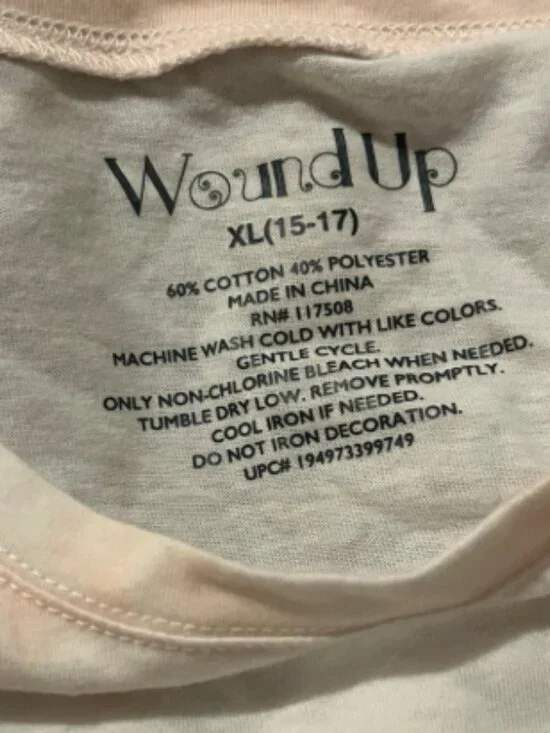 Wound Up
XL(15-17)
60% COTTON 40% POLYESTER
MADE IN CHINA
RN# 117508
MACHINE WASH COLD WITH LIKE COLORS.
GENTLE CYCLE.
ONLY NON-CHLORINE BLEACH WHEN NEEDED.
TUMBLE DRY LOW. REMOVE PROMPTLY.
COOL IRON IF NEEDED.
DO NOT IRON DECORATION.
UPC# 194973399749